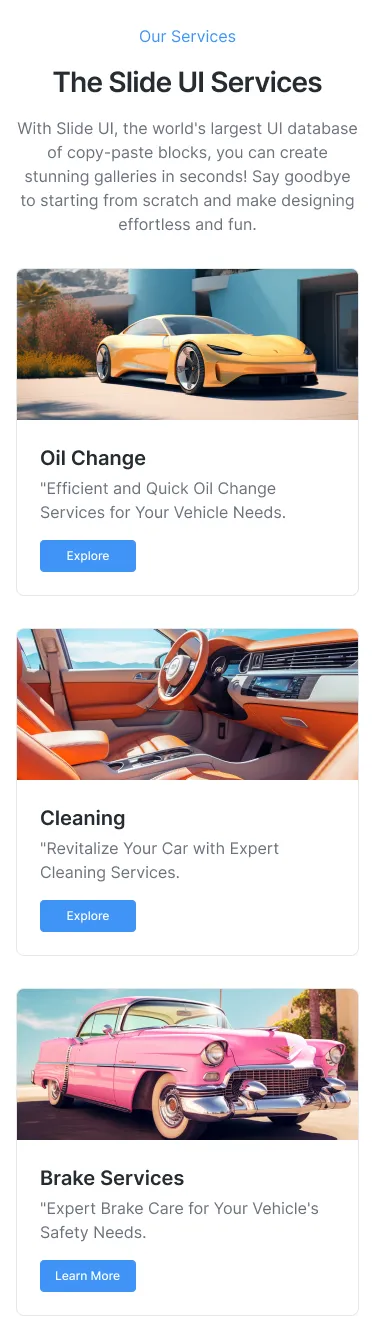 Our Services
The Slide UI Services
With Slide UI, the world's largest UI database
of copy-paste blocks, you can create
stunning galleries in seconds! Say goodbye
to starting from scratch and make designing
effortless and fun.
Oil Change
"Efficient and Quick Oil Change
Services for Your Vehicle Needs.
Explore
Cleaning
"Revitalize Your Car with Expert
Cleaning Services.
Explore
Brake Services
"Expert Brake Care for Your Vehicle's
Safety Needs.
Learn More